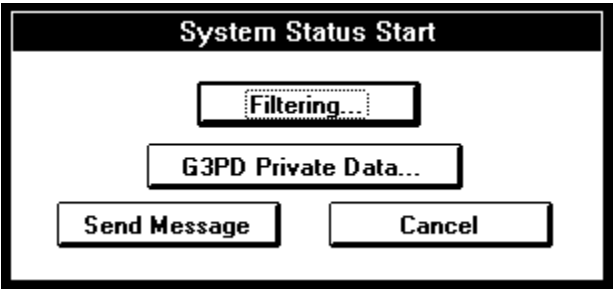 System Status Start
Filtering...
G3PD Private Data...
Send Message
Cancel